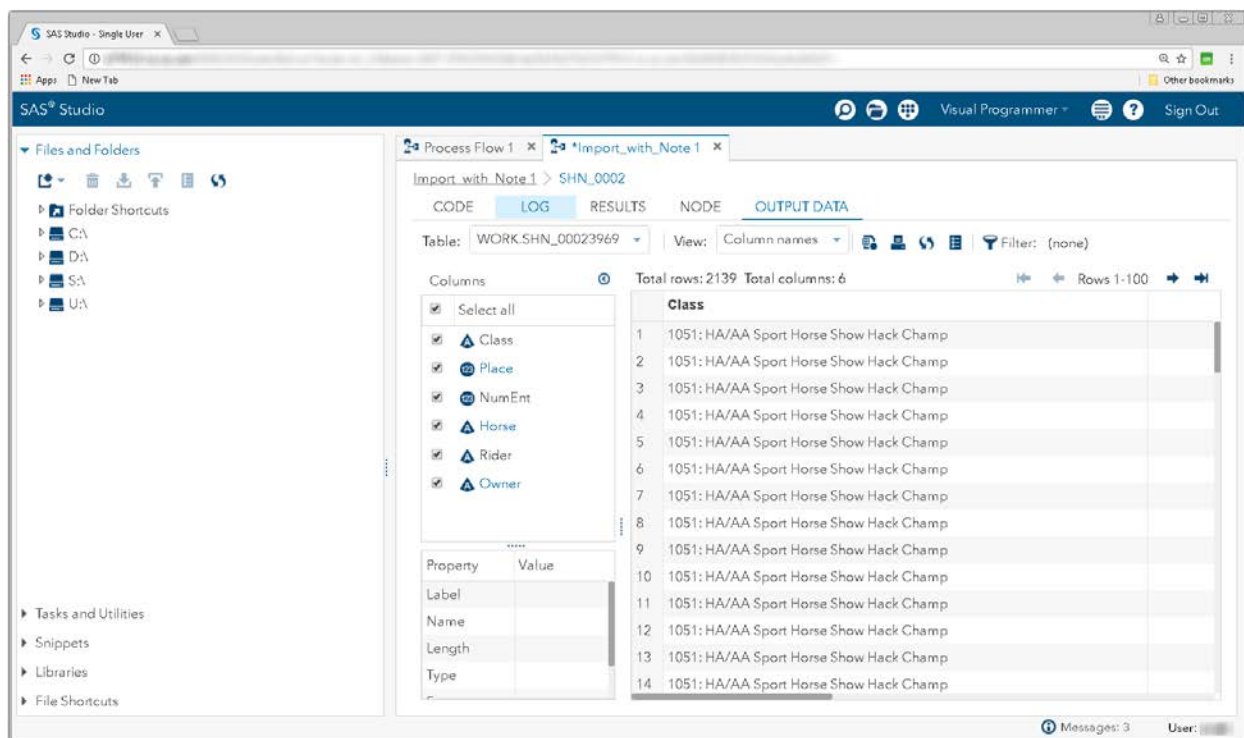 SAS Studio - Single User
Apps New Tab Other bookmarks
SAS® Studio Visual Programmer Sign Out
Files and Folders
Folder Shortcuts
C:\
D:\
S:\
U:\
Tasks and Utilities
Snippets
Libraries
File Shortcuts
Process Flow 1 *Import_with_Note 1
Import_with_Note 1 > SHN_0002
CODE LOG RESULTS NODE OUTPUT DATA
Table: WORK.SHN_00023969 View: Column names Filter: (none)
Columns
Select all
Class
Place
NumEnt
Horse
Rider
Owner
Property Value
Label
Name
Length
Type
Total rows: 2139 Total columns: 6 Rows 1-100
Class
1 1051: HA/AA Sport Horse Show Hack Champ
2 1051: HA/AA Sport Horse Show Hack Champ
3 1051: HA/AA Sport Horse Show Hack Champ
4 1051: HA/AA Sport Horse Show Hack Champ
5 1051: HA/AA Sport Horse Show Hack Champ
6 1051: HA/AA Sport Horse Show Hack Champ
7 1051: HA/AA Sport Horse Show Hack Champ
8 1051: HA/AA Sport Horse Show Hack Champ
9 1051: HA/AA Sport Horse Show Hack Champ
10 1051: HA/AA Sport Horse Show Hack Champ
11 1051: HA/AA Sport Horse Show Hack Champ
12 1051: HA/AA Sport Horse Show Hack Champ
13 1051: HA/AA Sport Horse Show Hack Champ
14 1051: HA/AA Sport Horse Show Hack Champ
Messages: 3 User: